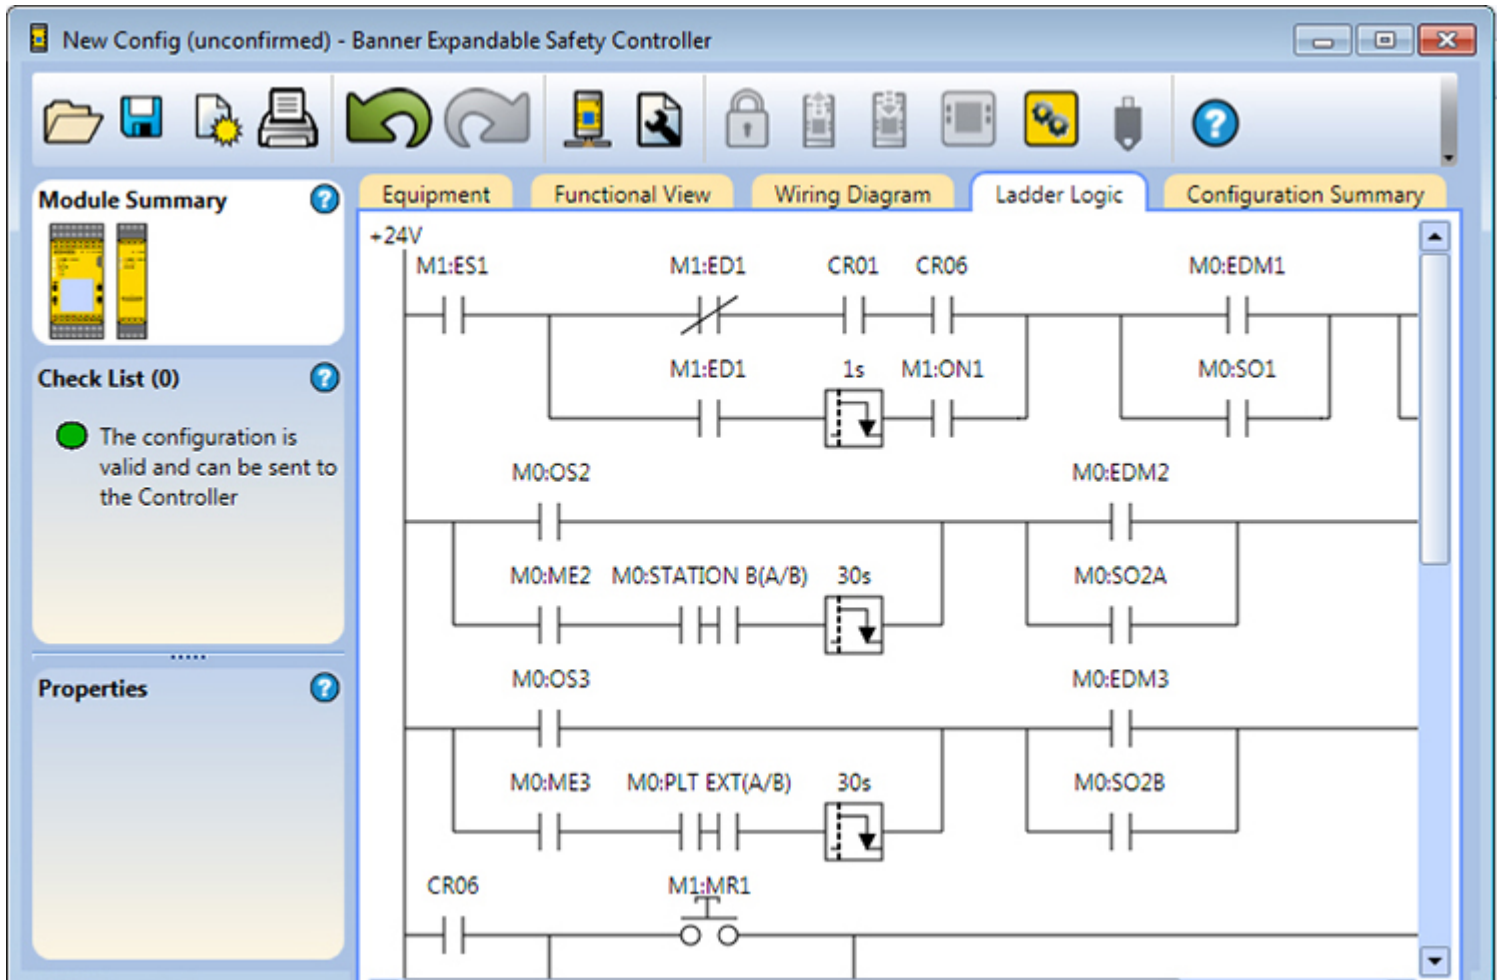 New Config (unconfirmed) - Banner Expandable Safety Controller
Module Summary
Equipment
Functional View
Wiring Diagram
Ladder Logic
Configuration Summary
Check List (0)
The configuration is
valid and can be sent to
the Controller
Properties
+24V
M1:ES1
M1:ED1
CR01
CR06
M0:EDM1
M1:ED1
1s
M1:ON1
M0:SO1
M0:OS2
M0:EDM2
M0:ME2
M0:STATION B(A/B)
30s
M0:SO2A
M0:OS3
M0:EDM3
M0:ME3
M0:PLT EXT(A/B)
30s
M0:SO2B
CR06
M1:MR1